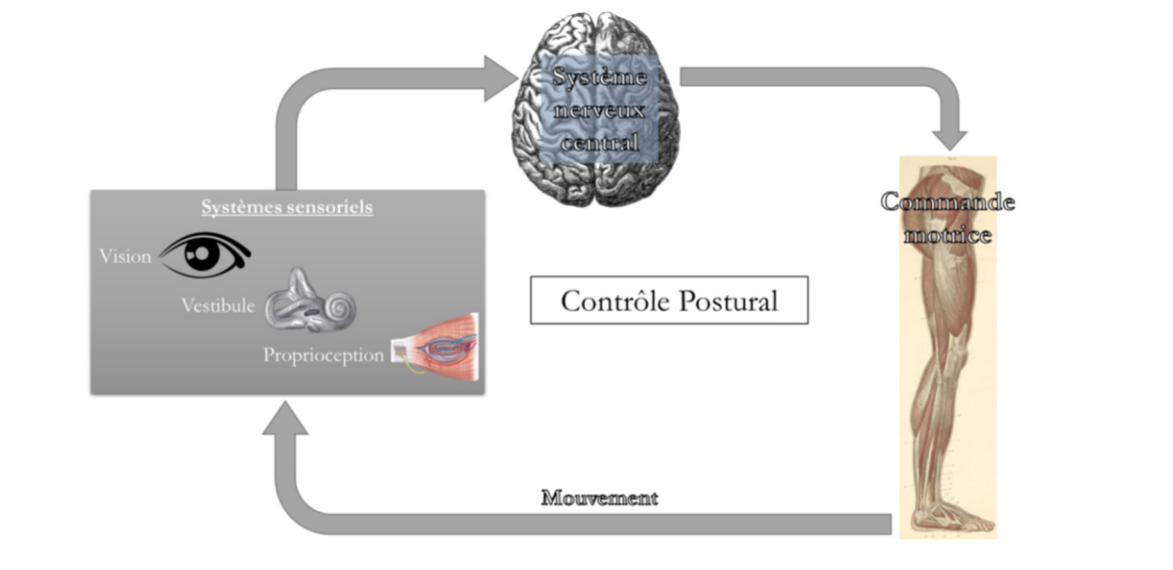 Système
nerveux
central
Systèmes sensoriels
Vision
Vestibule
Proprioception
Commande
motrice
Contrôle Postural
Mouvement